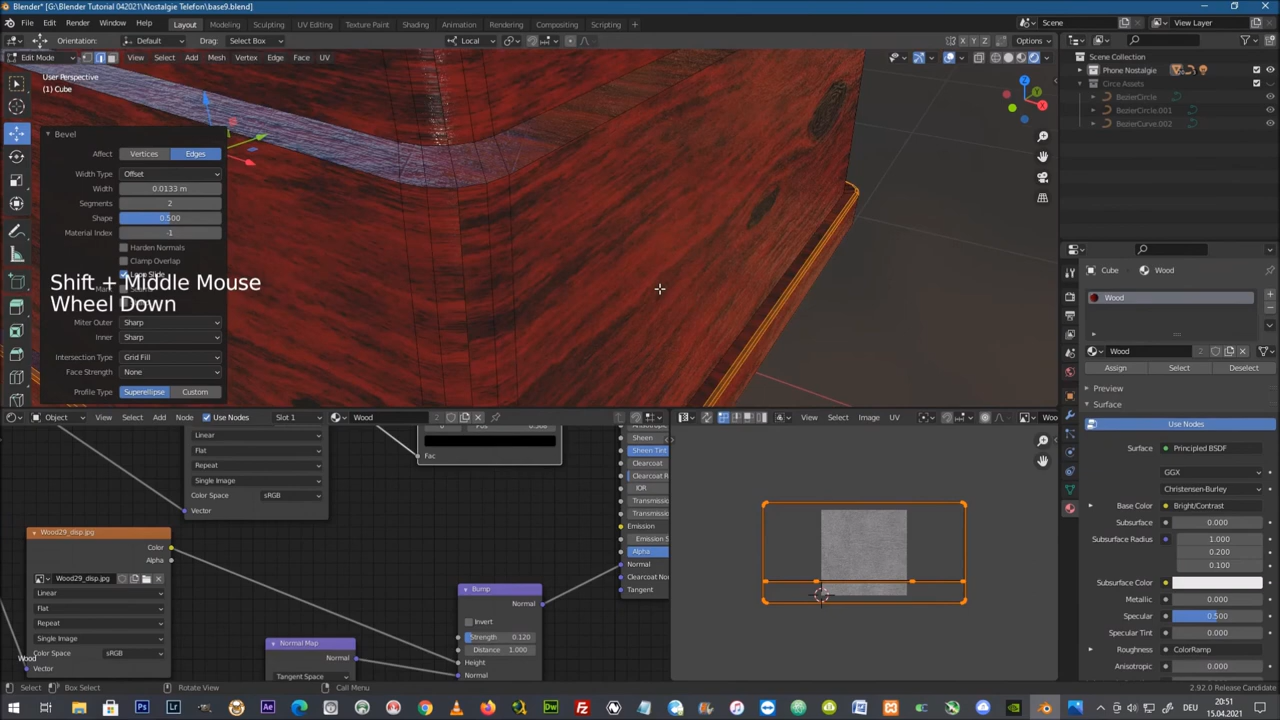 Blender* [G:\Blender Tutorial 042021\Nostalgie Telefon\base9.blend]
File Edit Render Window Help Layout Modeling Sculpting UV Editing Texture Paint Shading Animation Rendering Compositing Scripting + Scene View Layer
Orientation: Default Drag: Select Box Local X Y Z Options
Edit Mode View Select Add Mesh Vertex Edge Face UV
User Perspective
(1) Cube
Scene Collection
Phone Nostalgie
Circe Assets
BezierCircle
BezierCircle.001
BezierCurve.002
Bevel
Affect Vertices Edges
Width Type Offset
Width 0.0133 m
Segments 2
Shape 0.500
Material Index -1
Harden Normals
Clamp Overlap
Shift + Middle Mouse
Wheel Down
Miter Outer Sharp
Inner Sharp
Intersection Type Grid Fill
Face Strength None
Profile Type Superellipse Custom
Cube Wood
Wood
Wood 2
Assign Select Deselect
Preview
Surface
Use Nodes
Surface Principled BSDF
GGX
Christensen-Burley
Base Color Bright/Contrast
Subsurface 0.000
Subsurface Radius 1.000
0.200
0.100
Subsurface Color
Metallic 0.000
Specular 0.500
Specular Tint 0.000
Roughness ColorRamp
Anisotropic 0.000
Object View Select Add Node Use Nodes Slot 1 Wood 2
View Select Image UV Woo
Linear
Flat
Repeat
Single Image
Color Space sRGB
Vector
Fac
Sheen
Sheen Tint
Clearcoat
Clearcoat R
IOR
Transmission
Transmission
Emission
Emission S
Alpha
Normal
Clearcoat No
Tangent
Wood29_disp.jpg
Color
Alpha
Wood29_disp.jpg
Linear
Flat
Repeat
Single Image
Color Space sRGB
Wood
Vector
Normal Map
Normal
Tangent Space
Bump
Normal
Invert
Strength 0.120
Distance 1.000
Height
Normal
Select Box Select Rotate View Call Menu 2.92.0 Release Candidate
20:51
15.04.2021